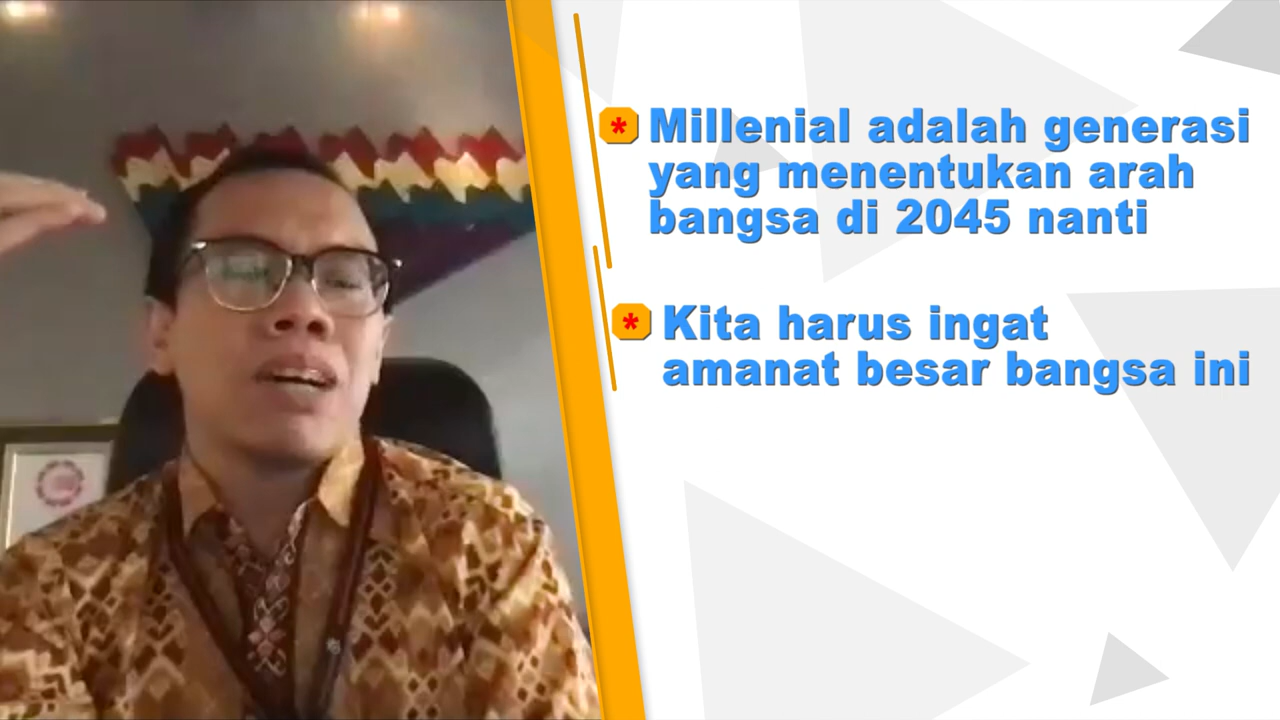 * Millenial adalah generasi
yang menentukan arah
bangsa di 2045 nanti
* Kita harus ingat
amanat besar bangsa ini